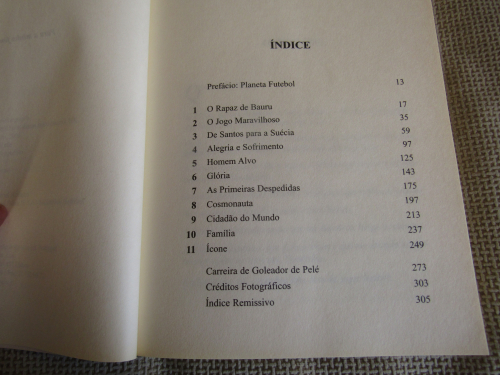 ÍNDICE
Prefácio: Planeta Futebol 13
1 O Rapaz de Bauru 17
2 O Jogo Maravilhoso 35
3 De Santos para a Suécia 59
4 Alegria e Sofrimento 97
5 Homem Alvo 125
6 Glória 143
7 As Primeiras Despedidas 175
8 Cosmonauta 197
9 Cidadão do Mundo 213
10 Família 237
11 Ícone 249
Carreira de Goleador de Pelé 273
Créditos Fotográficos 303
Índice Remissivo 305